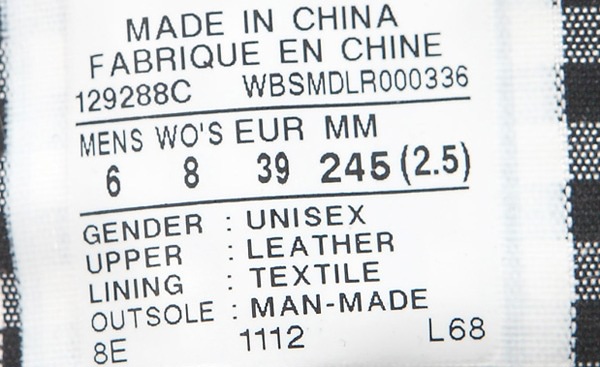 MADE IN CHINA
FABRIQUE EN CHINE
129288C WBSMDLR000336
MENS WO'S EUR MM
6 8 39 245 (2.5)
GENDER : UNISEX
UPPER : LEATHER
LINING : TEXTILE
OUTSOLE : MAN-MADE
8E 1112 L68